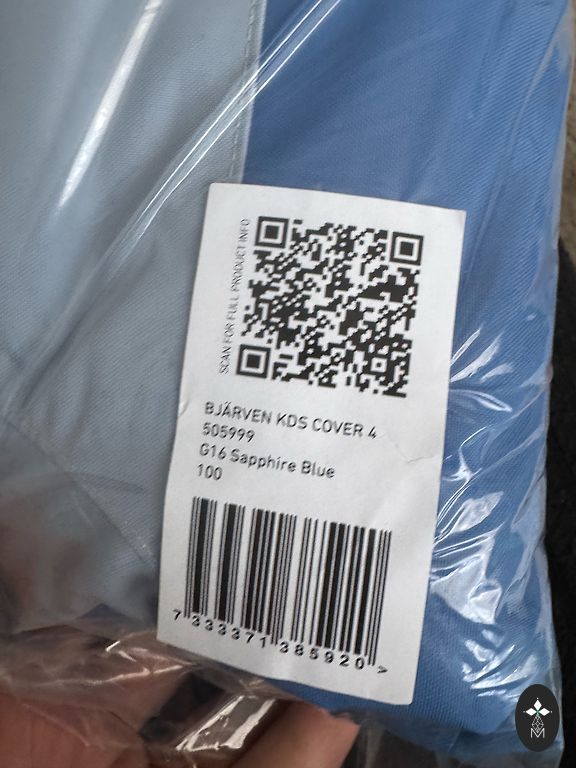 SCAN FOR FULL PRODUCT INFO
BJÄRVEN KDS COVER 4
505999
G16 Sapphire Blue
100
7 333371 385920 >
M